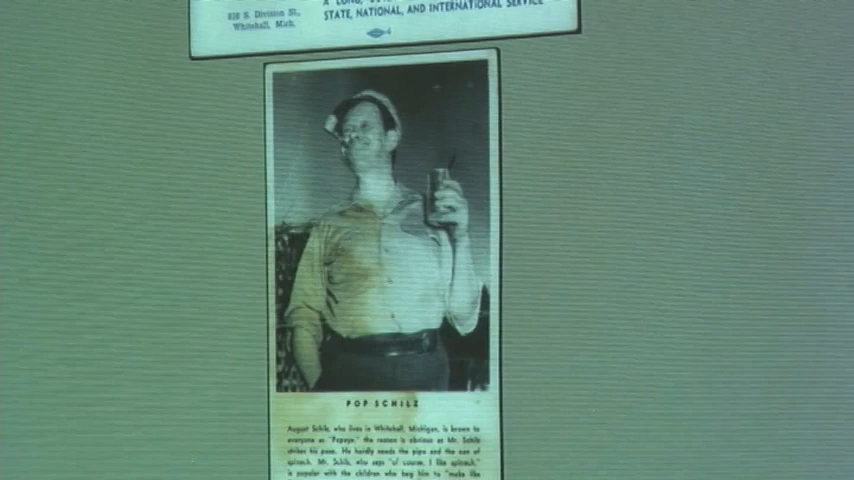 A LONG,
818 S. Division St., STATE, NATIONAL, AND INTERNATIONAL SERVICE
Whitehall, Mich.
4
POP SCHILZ
August Schilz, who lives in Whitehall, Michigan, is known to
everyone as "Popeye," the reason is obvious as Mr. Schilz
strikes his pose. He hardly needs the pipe and the can of
spinach. Mr. Schilz, who says "of course, I like spinach,"
is popular with the children who beg him to "make like